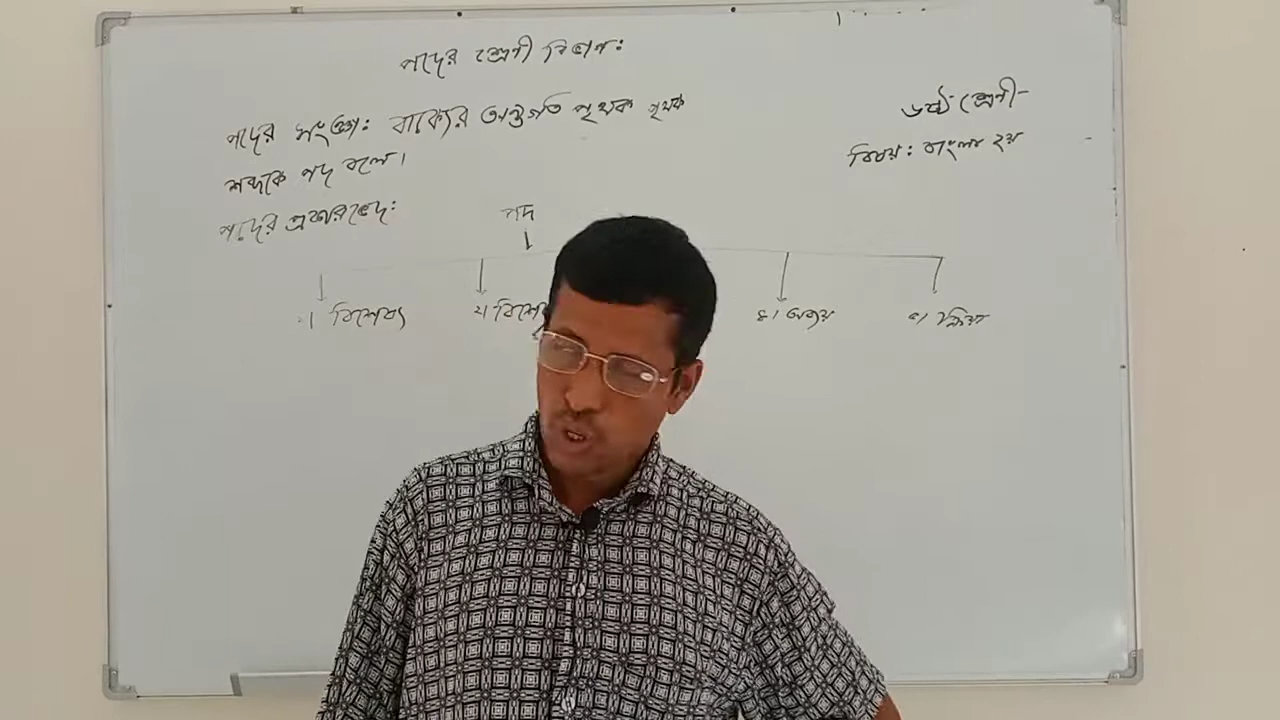 পদের শ্রেণী বিভাগ:
৬ষ্ঠ শ্রেণী-
বিষয়: বাংলা ২য়
পদের সংজ্ঞা: বাক্যের অন্তর্গত পৃথক পৃথক
শব্দকে পদ বলে।
পদের প্রকারভেদ:
পদ
১। বিশেষ্য ২। বিশে ৪। অব্যয় ৫। ক্রিয়া